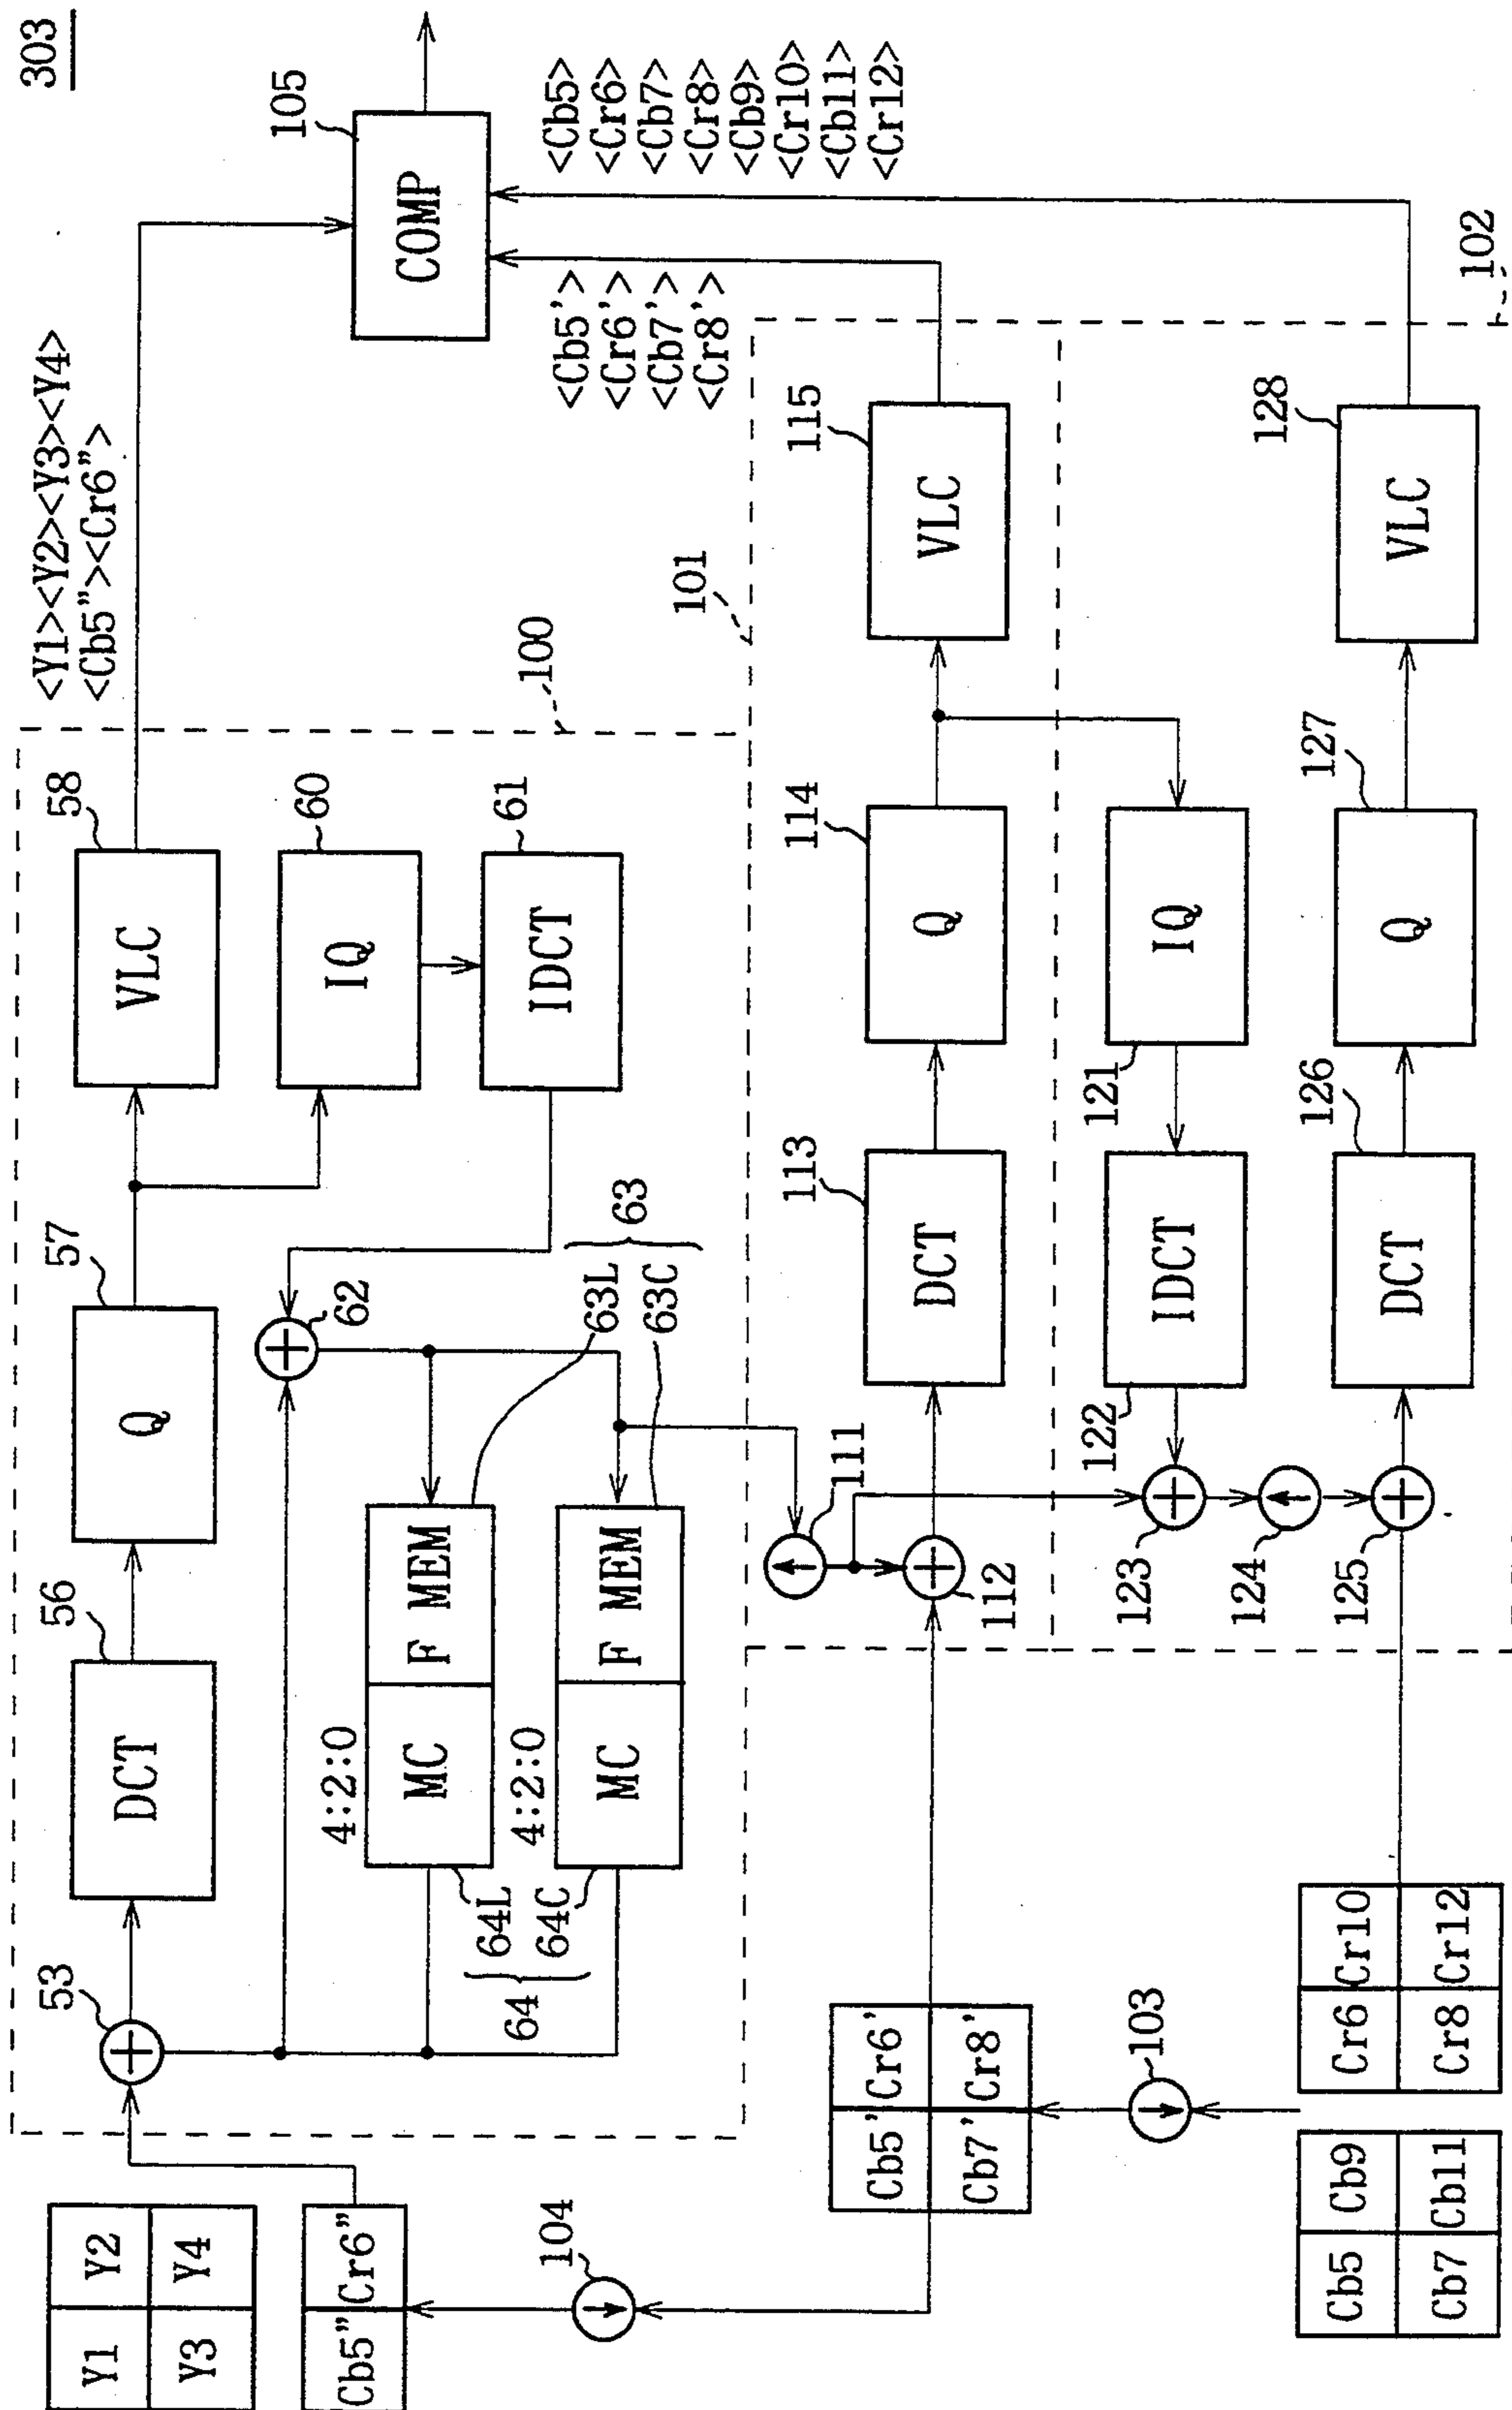 303
<Y1><Y2><Y3><Y4>
<Cb5"><Cr6">
Y1
Y2
Y3
Y4
53
DCT
56
Q
57
VLC
58
100
Cb5"
Cr6"
62
IQ
60
IDCT
61
COMP
105
4:2:0
MC
F MEM
63L
63
64L
64
4:2:0
MC
F MEM
63C
64C
104
101
<Cb5'>
<Cr6'>
<Cb7'>
<Cr8'>
<Cb5>
<Cr6>
<Cb7>
<Cr8>
<Cb9>
<Cr10>
<Cb11>
<Cr12>
111
Cb5'
Cr6'
Cb7'
Cr8'
112
DCT
113
Q
114
VLC
115
103
123
IDCT
122
IQ
121
124
Cb5
Cb9
Cb7
Cb11
Cr6
Cr10
Cr8
Cr12
125
DCT
126
Q
127
VLC
128
102